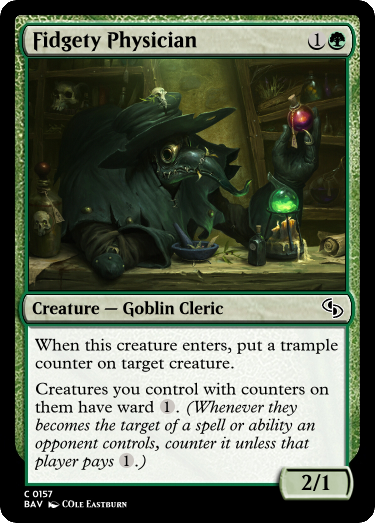 Fidgety Physician 1
Creature — Goblin Cleric
When this creature enters, put a trample
counter on target creature.
Creatures you control with counters on
them have ward 1. (Whenever they
becomes the target of a spell or ability an
opponent controls, counter it unless that
player pays 1.)
2/1
C 0157
BAV COle Eastburn